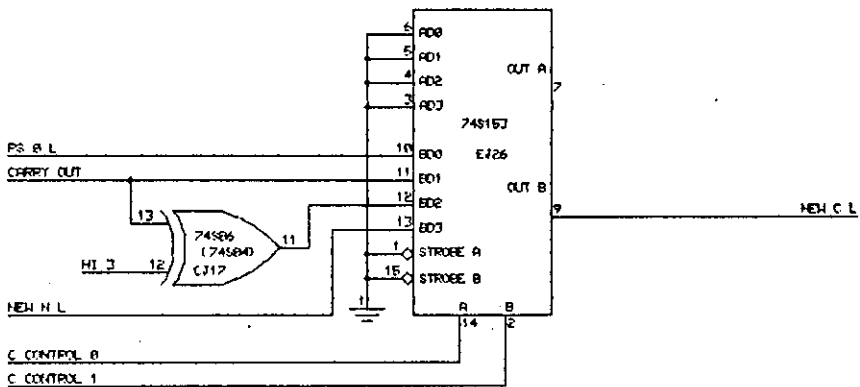 6 AD0
5 AD1
4 AD2
3 AD3
OUT A
7
74S153
EJ26
PS 0 L
10 BD0
CARRY OUT
11 BD1
OUT B
12 BD2
9
NEW C L
13 BD3
13
74S86
(74S04)
CJ17
11
HI 3
12
1 STROBE A
15 STROBE B
NEW N L
1
A B
14 2
C CONTROL 0
C CONTROL 1